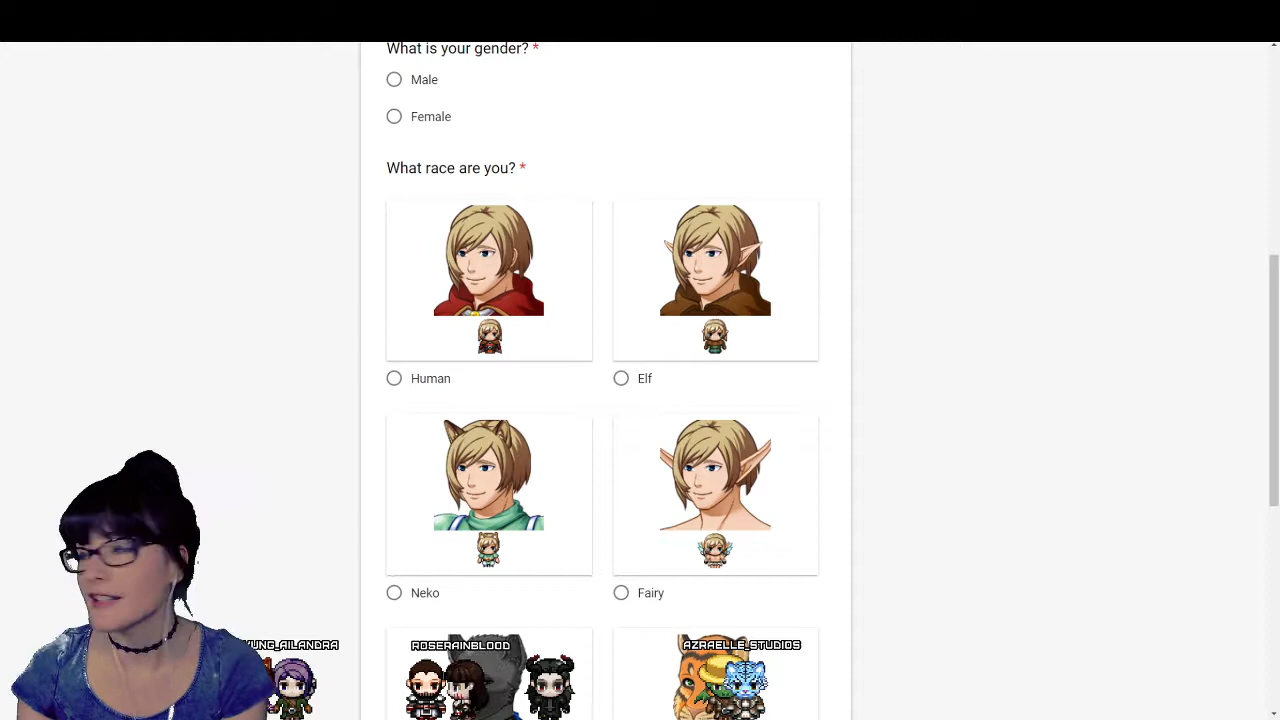 What is your gender? *
Male
Female
What race are you? *
Human
Elf
Neko
Fairy
ROSERAINBLOOD
AZRAELLE_STUDIOS